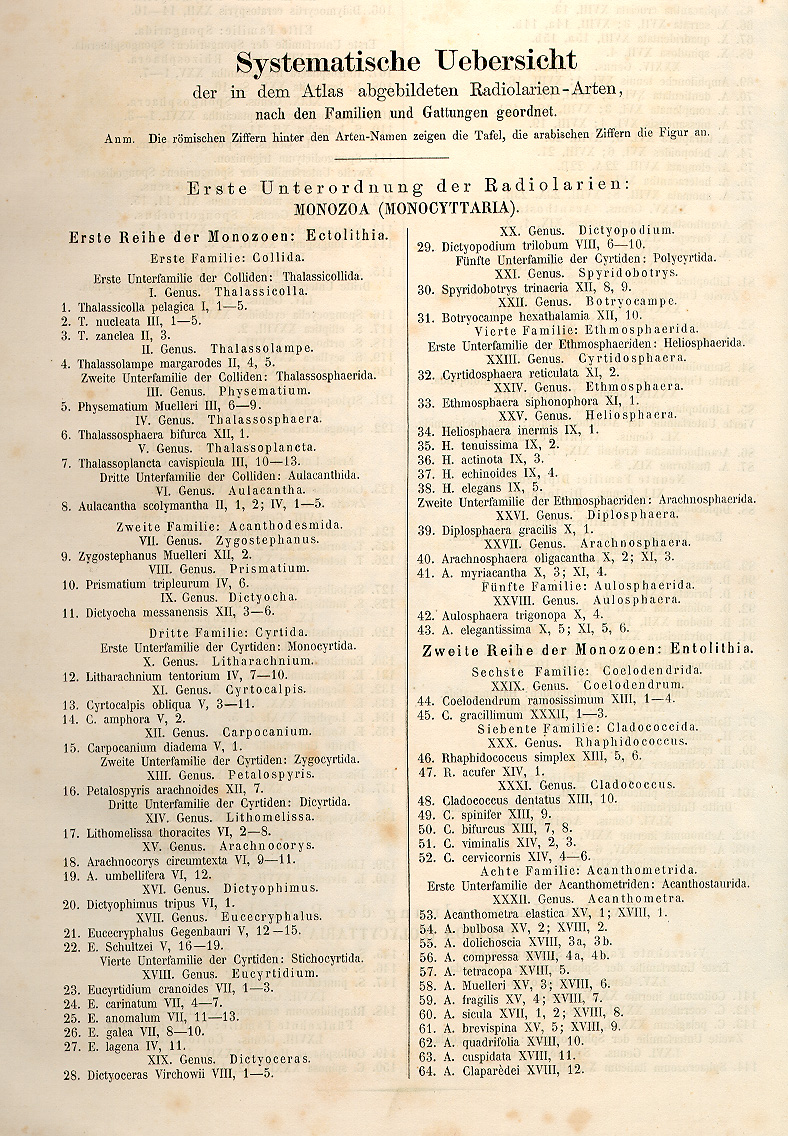 Systematische Uebersicht
der in dem Atlas abgebildeten Radiolarien-Arten,
nach den Familien und Gattungen geordnet.
Anm. Die römischen Ziffern hinter den Arten-Namen zeigen die Tafel, die arabischen Ziffern die Figur an.
Erste Unterordnung der Radiolarien:
MONOZOA (MONOCYTTARIA).
Erste Reihe der Monozoen: Ectolithia.
Erste Familie: Collida.
Erste Unterfamilie der Colliden: Thalassicollida.
I. Genus. Thalassicolla.
1. Thalassicolla pelagica I, 1—5.
2. T. nucleata III, 1—5.
3. T. zanclea II, 3.
II. Genus. Thalassolampe.
4. Thalassolampe margarodes II, 4, 5.
Zweite Unterfamilie der Colliden: Thalassosphaerida.
III. Genus. Physematium.
5. Physematium Muelleri III, 6—9.
IV. Genus. Thalassosphaera.
6. Thalassosphaera bifurca XII, 1.
V. Genus. Thalassoplancta.
7. Thalassoplancta cavispicula III, 10—13.
Dritte Unterfamilie der Colliden: Aulacanthida.
VI. Genus. Aulacantha.
8. Aulacantha scolymantha II, 1, 2; IV, 1—5.
Zweite Familie: Acanthodesmida.
VII. Genus. Zygostephanus.
9. Zygostephanus Muelleri XII, 2.
VIII. Genus. Prismatium.
10. Prismatium tripleurum IV, 6.
IX. Genus. Dictyocha.
11. Dictyocha messanensis XII, 3—6.
Dritte Familie: Cyrtida.
Erste Unterfamilie der Cyrtiden: Monocyrtida.
X. Genus. Litharachnium.
12. Litharachnium tentorium IV, 7—10.
XI. Genus. Cyrtocalpis.
13. Cyrtocalpis obliqua V, 3—11.
14. C. amphora V, 2.
XII. Genus. Carpocanium.
15. Carpocanium diadema V, 1.
Zweite Unterfamilie der Cyrtiden: Zygocyrtida.
XIII. Genus. Petalospyris.
16. Petalospyris arachnoides XII, 7.
Dritte Unterfamilie der Cyrtiden: Dicyrtida.
XIV. Genus. Lithomelissa.
17. Lithomelissa thoracites VI, 2—8.
XV. Genus. Arachnocorys.
18. Arachnocorys circumtexta VI, 9—11.
19. A. umbellifera VI, 12.
XVI. Genus. Dictyophimus.
20. Dictyophimus tripus VI, 1.
XVII. Genus. Eucecryphalus.
21. Eucecryphalus Gegenbauri V, 12—15.
22. E. Schultzei V, 16—19.
Vierte Unterfamilie der Cyrtiden: Stichocyrtida.
XVIII. Genus. Eucyrtidium.
23. Eucyrtidium cranoides VII, 1—3.
24. E. carinatum VII, 4—7.
25. E. anomalum VII, 11—13.
26. E. galea VII, 8—10.
27. E. lagena IV, 11.
XIX. Genus. Dictyoceras.
28. Dictyoceras Virchowii VIII, 1—5.
XX. Genus. Dictyopodium.
29. Dictyopodium trilobum VIII, 6—10.
Fünfte Unterfamilie der Cyrtiden: Polycyrtida.
XXI. Genus. Spyridobotrys.
30. Spyridobotrys trinacria XII, 8, 9.
XXII. Genus. Botryocampe.
31. Botryocampe hexathalamia XII, 10.
Vierte Familie: Ethmosphaerida.
Erste Unterfamilie der Ethmosphaeriden: Heliosphaerida.
XXIII. Genus. Cyrtidosphaera.
32. Cyrtidosphaera reticulata XI, 2.
XXIV. Genus. Ethmosphaera.
33. Ethmosphaera siphonophora XI, 1.
XXV. Genus. Heliosphaera.
34. Heliosphaera inermis IX, 1.
35. H. tenuissima IX, 2.
36. H. actinota IX, 3.
37. H. echinoides IX, 4.
38. H. elegans IX, 5.
Zweite Unterfamilie der Ethmosphaeriden: Arachnosphaerida.
XXVI. Genus. Diplosphaera.
39. Diplosphaera gracilis X, 1.
XXVII. Genus. Arachnosphaera.
40. Arachnosphaera oligacantha X, 2; XI, 3.
41. A. myriacantha X, 3; XI, 4.
Fünfte Familie: Aulosphaerida.
XXVIII. Genus. Aulosphaera.
42. Aulosphaera trigonopa X, 4.
43. A. elegantissima X, 5; XI, 5, 6.
Zweite Reihe der Monozoen: Entolithia.
Sechste Familie: Coelodendrida.
XXIX. Genus. Coelodendrum.
44. Coelodendrum ramosissimum XIII, 1—4.
45. C. gracillimum XXXII, 1—3.
Siebente Familie: Cladococcida.
XXX. Genus. Rhaphidococcus.
46. Rhaphidococcus simplex XIII, 5, 6.
47. R. acufer XIV, 1.
XXXI. Genus. Cladococcus.
48. Cladococcus dentatus XIII, 10.
49. C. spinifer XIII, 9.
50. C. bifurcus XIII, 7, 8.
51. C. viminalis XIV, 2, 3.
52. C. cervicornis XIV, 4—6.
Achte Familie: Acanthometrida.
Erste Unterfamilie der Acanthometriden: Acanthostaurida.
XXXII. Genus. Acanthometra.
53. Acanthometra elastica XV, 1; XVIII, 1.
54. A. bulbosa XV, 2; XVIII, 2.
55. A. dolichoscia XVIII, 3a, 3b.
56. A. compressa XVIII, 4a, 4b.
57. A. tetracopa XVIII, 5.
58. A. Muelleri XV, 3; XVIII, 6.
59. A. fragilis XV, 4; XVIII, 7.
60. A. sicula XVII, 1, 2; XVIII, 8.
61. A. brevispina XV, 5; XVIII, 9.
62. A. quadrifolia XVIII, 10.
63. A. cuspidata XVIII, 11.
64. A. Claparèdei XVIII, 12.